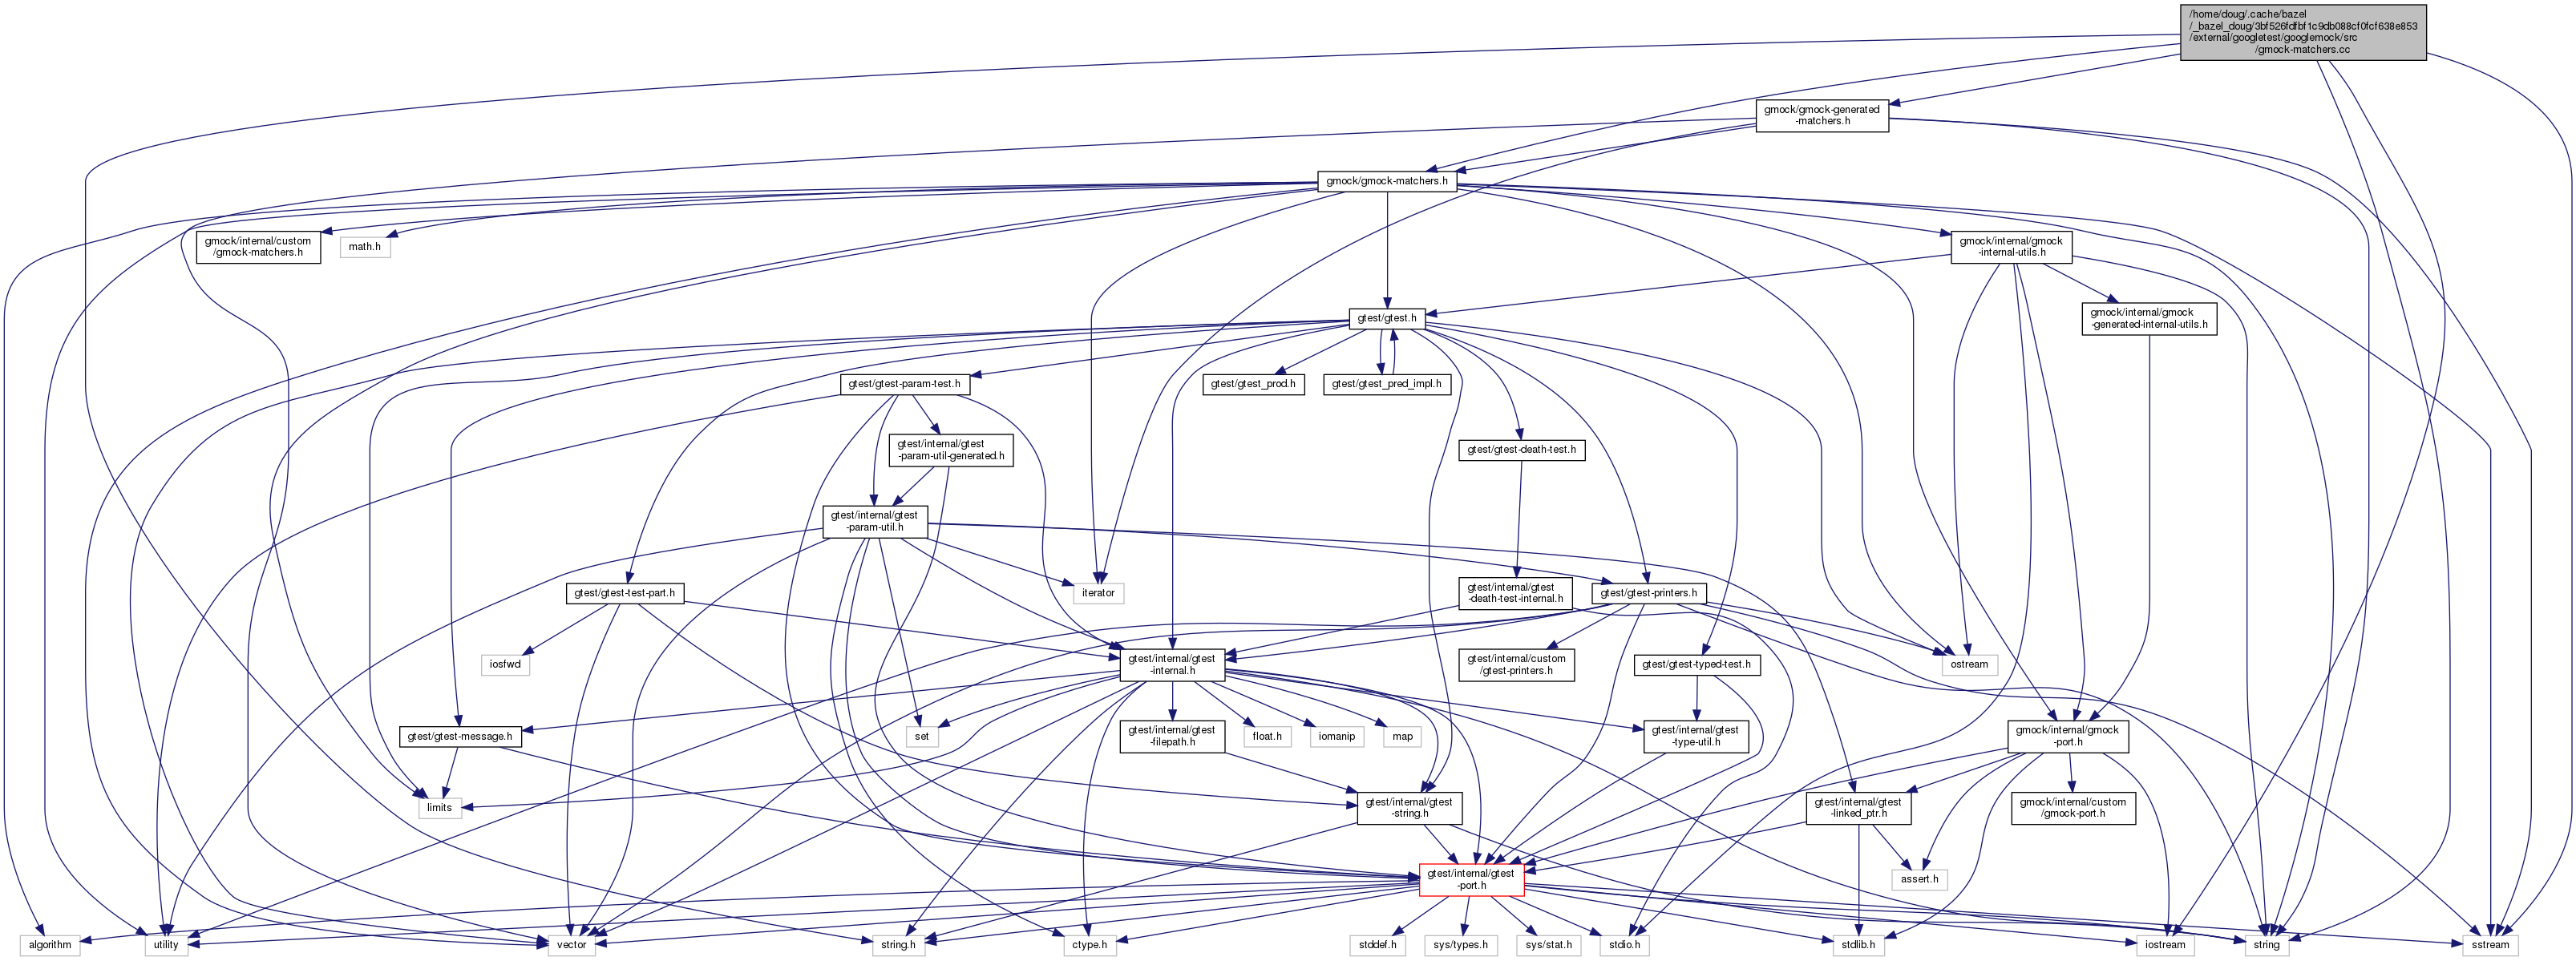 /home/doug/.cache/bazel
/_bazel_doug/3bf526fdfbf1c9db088cf0fcf638e853
/external/googletest/googlemock/src
/gmock-matchers.cc
gmock/gmock-generated
-matchers.h
gmock/gmock-matchers.h
gmock/internal/custom
/gmock-matchers.h
math.h
gmock/internal/gmock
-internal-utils.h
gtest/gtest.h
gmock/internal/gmock
-generated-internal-utils.h
gtest/gtest-param-test.h
gtest/gtest_prod.h
gtest/gtest_pred_impl.h
gtest/internal/gtest
-param-util-generated.h
gtest/gtest-death-test.h
gtest/internal/gtest
-param-util.h
gtest/gtest-test-part.h
iterator
gtest/internal/gtest
-death-test-internal.h
gtest/gtest-printers.h
iosfwd
gtest/internal/gtest
-internal.h
gtest/internal/custom
/gtest-printers.h
gtest/gtest-typed-test.h
ostream
gtest/gtest-message.h
set
gtest/internal/gtest
-filepath.h
float.h
iomanip
map
gtest/internal/gtest
-type-util.h
gmock/internal/gmock
-port.h
limits
gtest/internal/gtest
-string.h
gtest/internal/gtest
-linked_ptr.h
gmock/internal/custom
/gmock-port.h
gtest/internal/gtest
-port.h
assert.h
algorithm
utility
vector
string.h
ctype.h
stddef.h
sys/types.h
sys/stat.h
stdio.h
stdlib.h
iostream
string
sstream